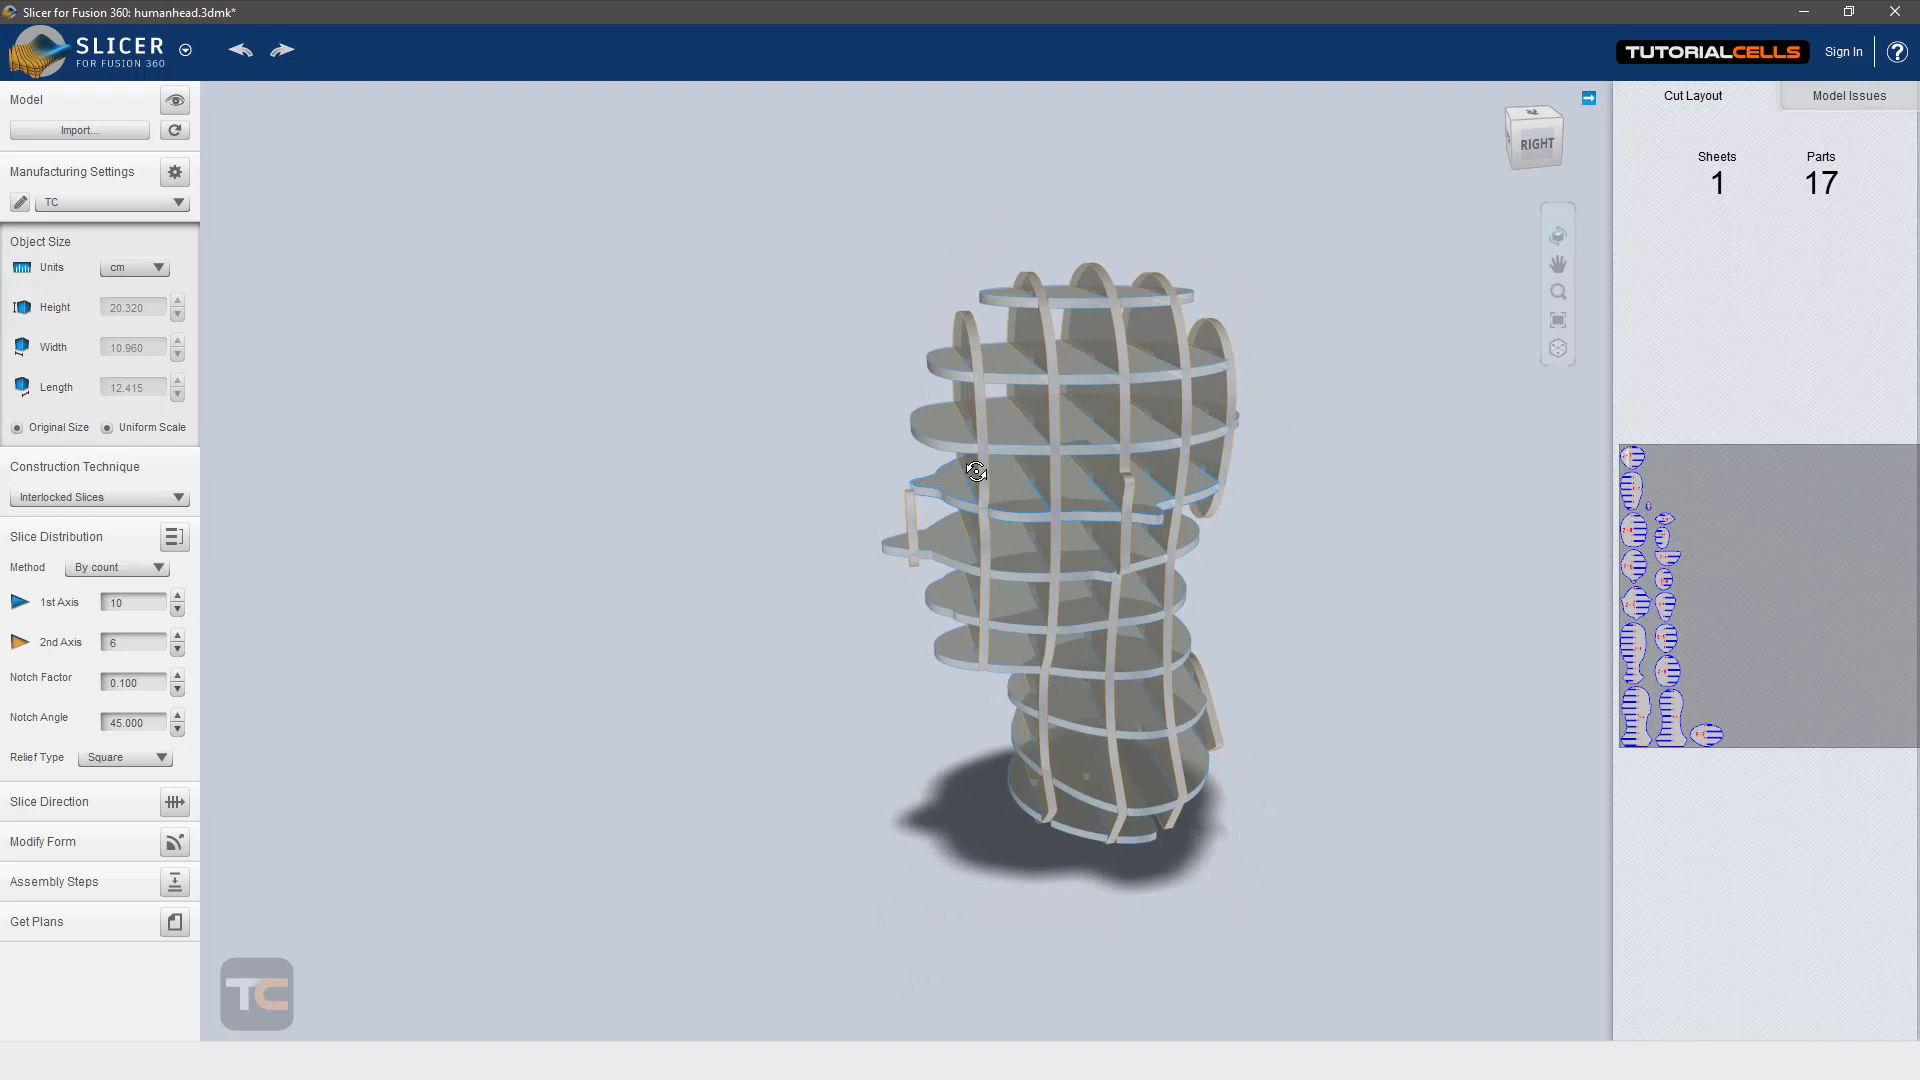 Slicer for Fusion 360: humanhead.3dmk*
SLICER
FOR FUSION 360
TUTORIALCELLS
Sign In
?
Model
Import...
Manufacturing Settings
TC
Object Size
Units
cm
Height
20.320
Width
10.960
Length
12.415
Original Size
Uniform Scale
Construction Technique
Interlocked Slices
Slice Distribution
Method
By count
1st Axis
10
2nd Axis
6
Notch Factor
0.100
Notch Angle
45.000
Relief Type
Square
Slice Direction
Modify Form
Assembly Steps
Get Plans
RIGHT
TC
Cut Layout
Model Issues
Sheets
Parts
1
17